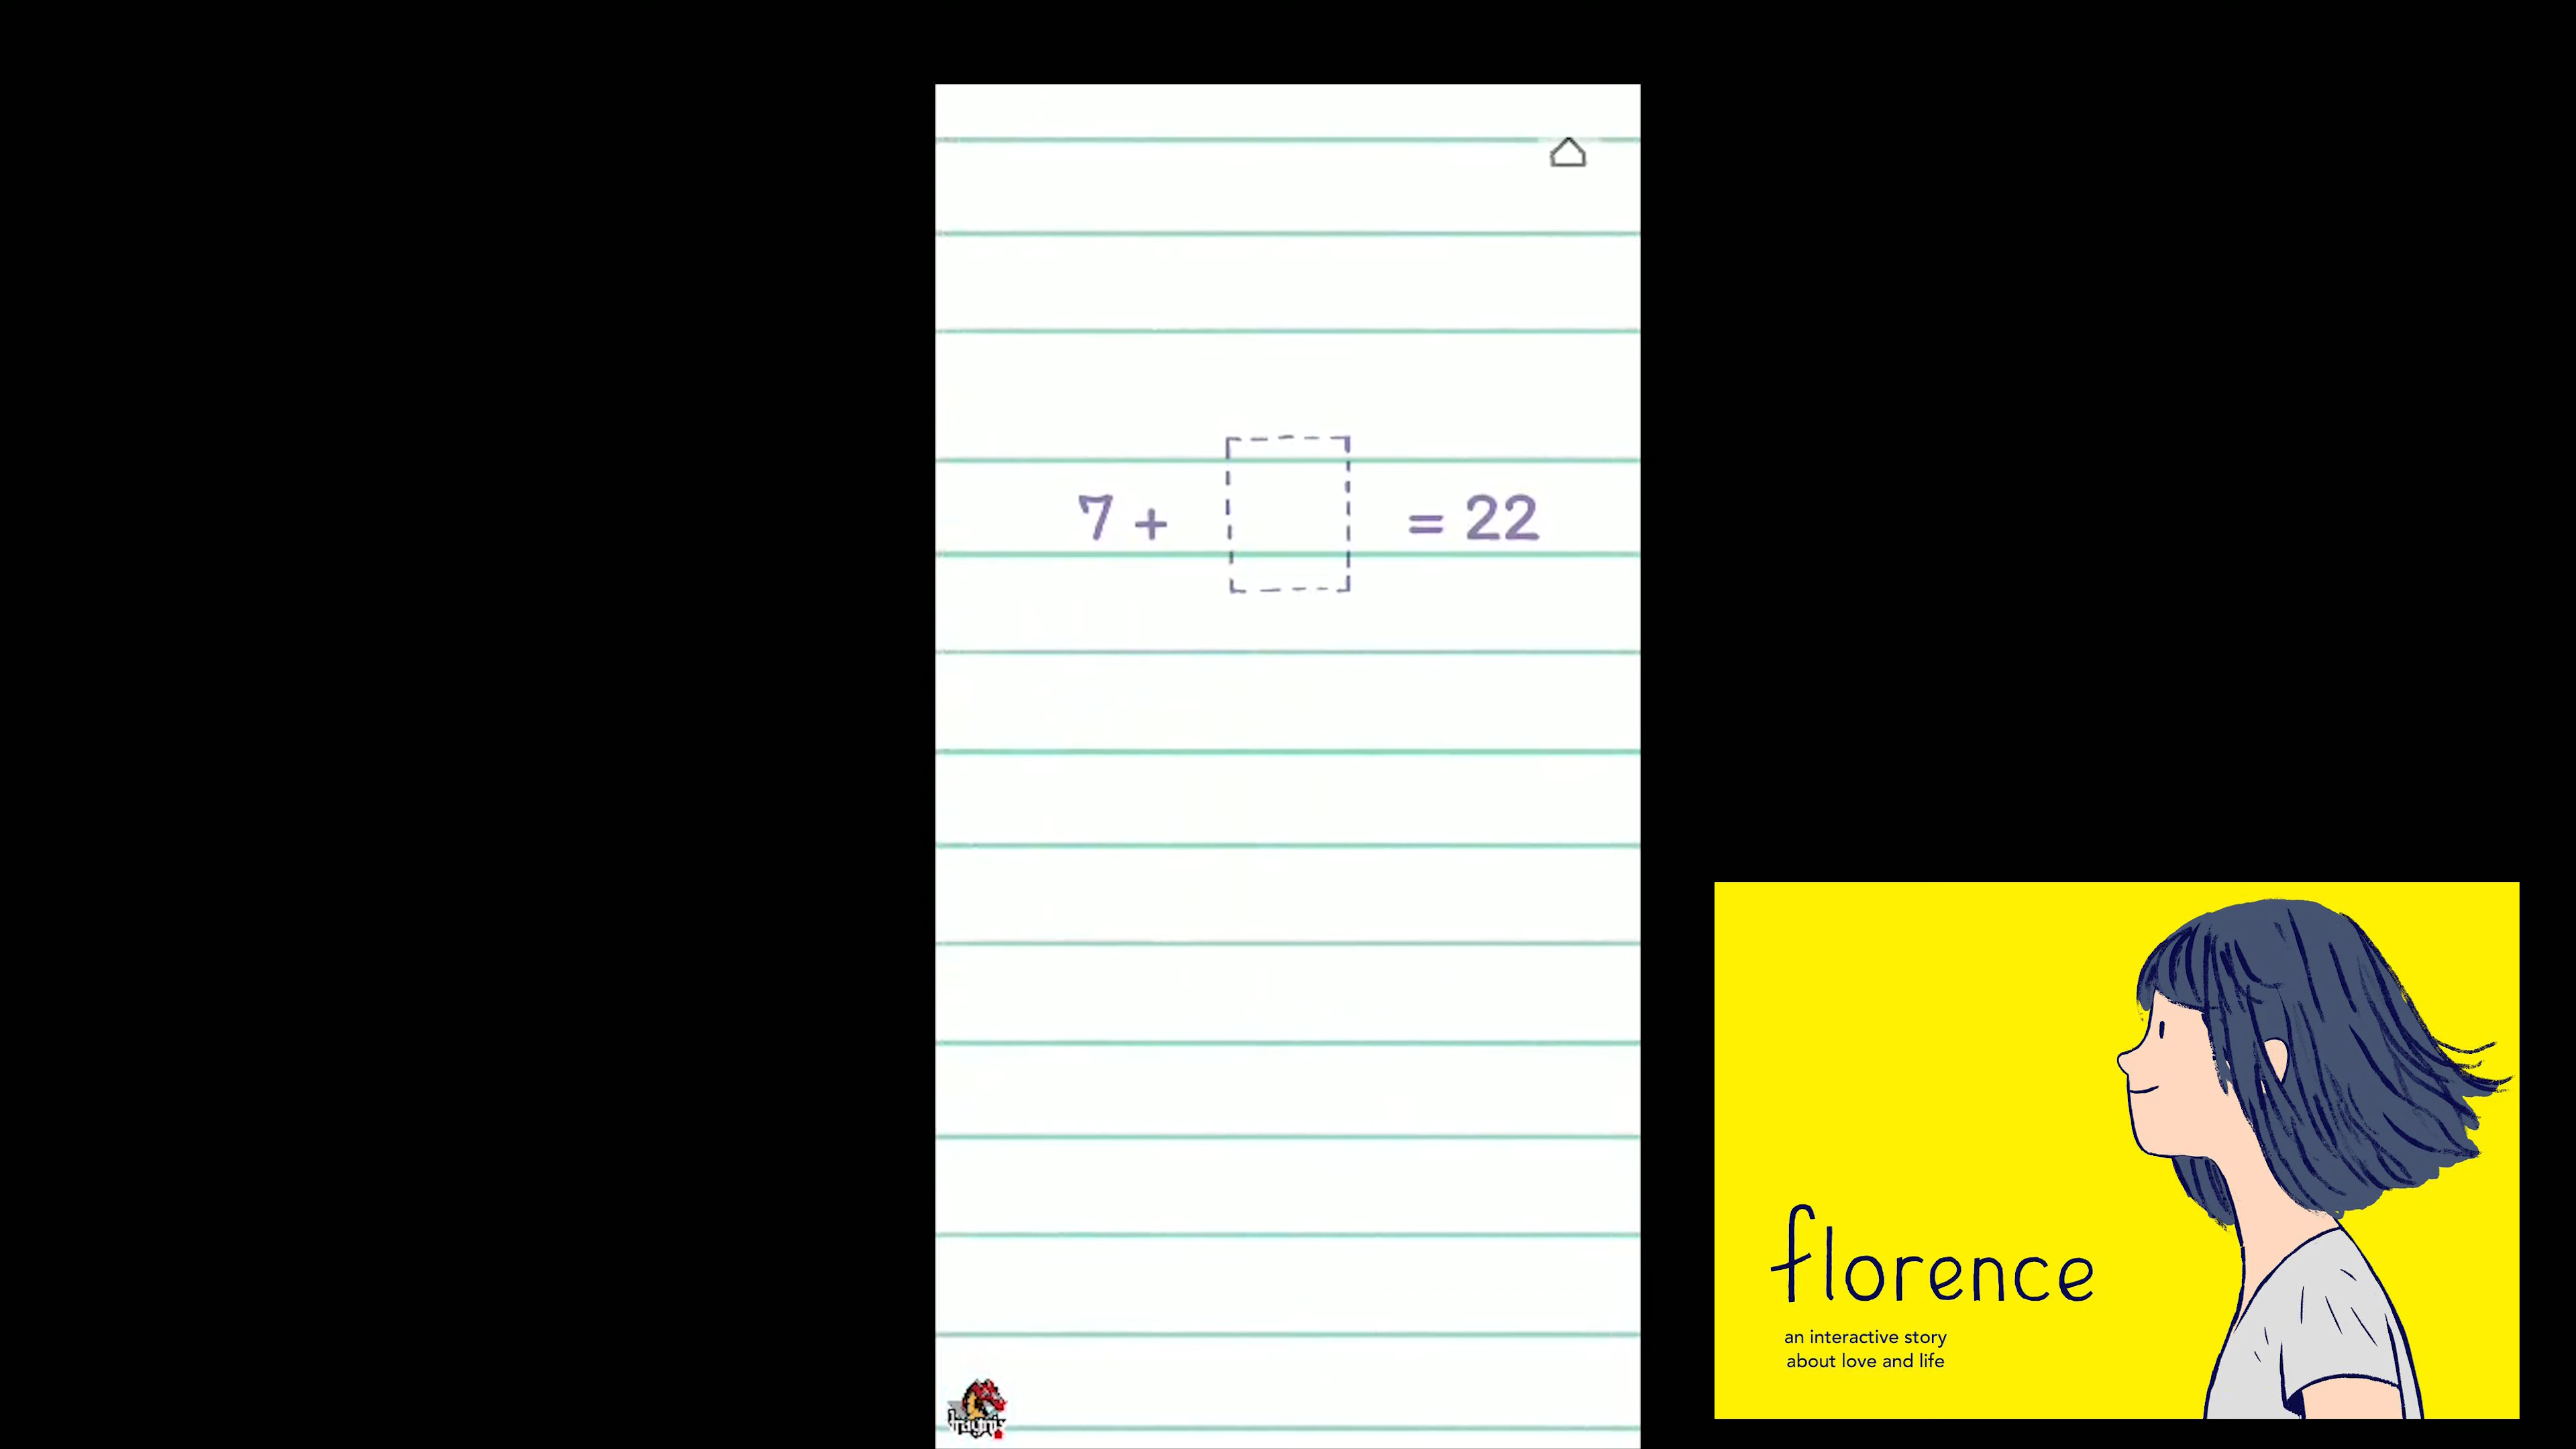 7 + = 22
florence
an interactive story
about love and life